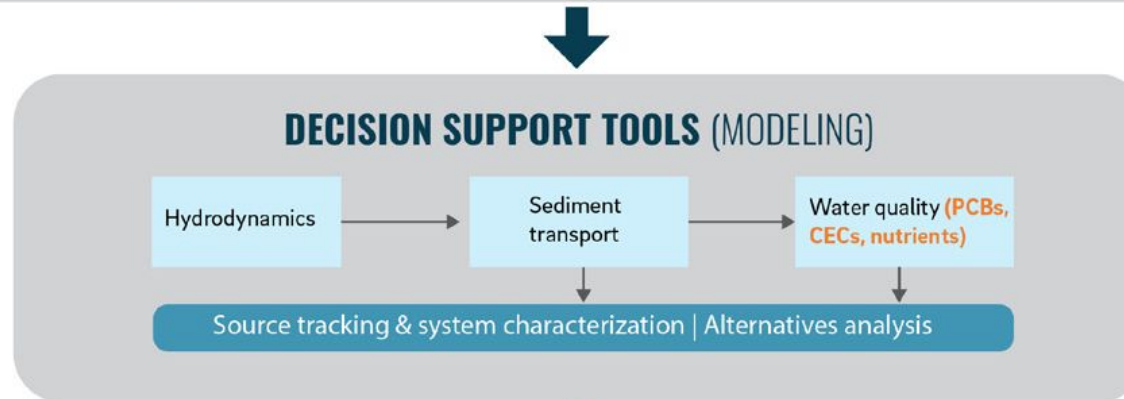 DECISION SUPPORT TOOLS (MODELING)
Hydrodynamics
Sediment
transport
Water quality (PCBs,
CECs, nutrients)
Source tracking & system characterization | Alternatives analysis